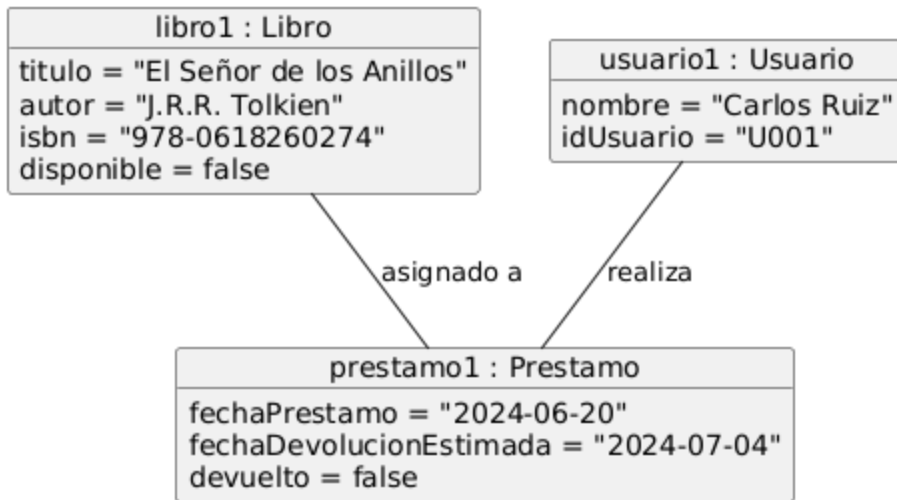 libro1 : Libro
titulo = "El Señor de los Anillos"
autor = "J.R.R. Tolkien"
isbn = "978-0618260274"
disponible = false
usuario1 : Usuario
nombre = "Carlos Ruiz"
idUsuario = "U001"
asignado a
realiza
prestamo1 : Prestamo
fechaPrestamo = "2024-06-20"
fechaDevolucionEstimada = "2024-07-04"
devuelto = false